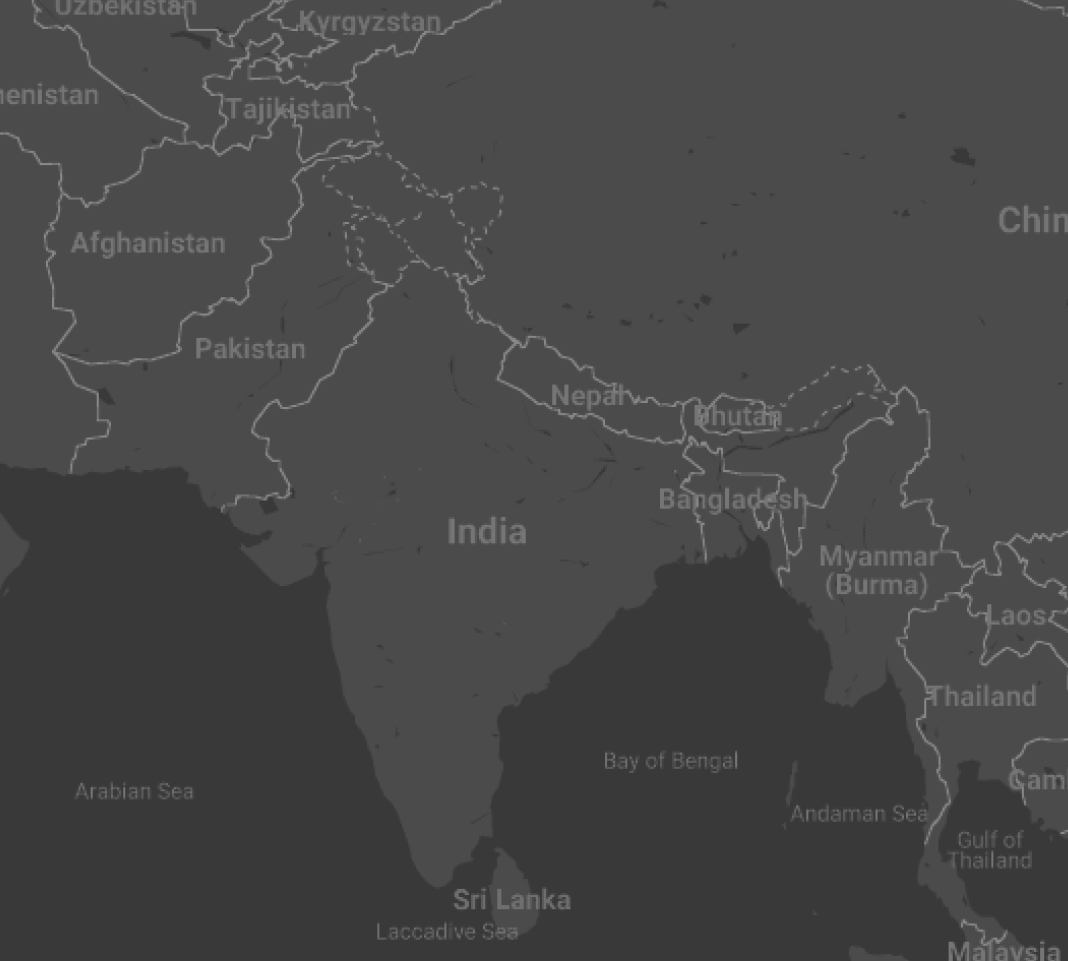 Uzbekistan
Kyrgyzstan
menistan
Tajikistan
Chin
Afghanistan
Pakistan
Nepal
Bhutan
Bangladesh
India
Myanmar
(Burma)
Laos
Thailand
Bay of Bengal
Cam
Arabian Sea
Andaman Sea
Gulf of
Thailand
Sri Lanka
Laccadive Sea
Malaysia